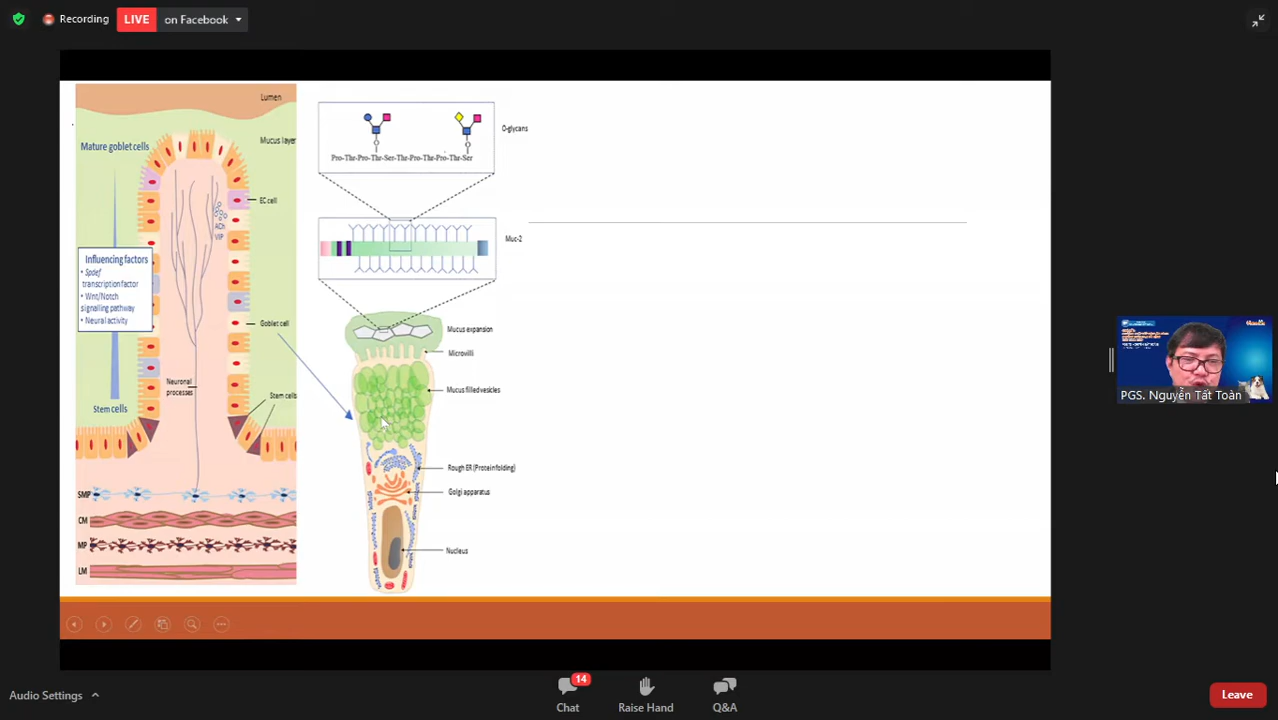 Recording
LIVE
on Facebook
Lumen
Mucus layer
Mature goblet cells
EC cell
ACh
VIP
Influencing factors
• Spdef
transcription factor
• Wnt/Notch
signalling pathway
• Neural activity
Goblet cell
Neuronal
processes
Stem cells
Stem cells
SMP
CM
MP
LM
O-glycans
Pro-Thr-Pro-Thr-Ser-Thr-Pro-Thr-Pro-Thr-Ser
Muc-2
Mucus expansion
Microvilli
Mucus filled vesicles
Rough ER (Protein folding)
Golgi apparatus
Nucleus
PGS. Nguyễn Tất Toàn
Audio Settings
14
Chat
Raise Hand
Q&A
Leave